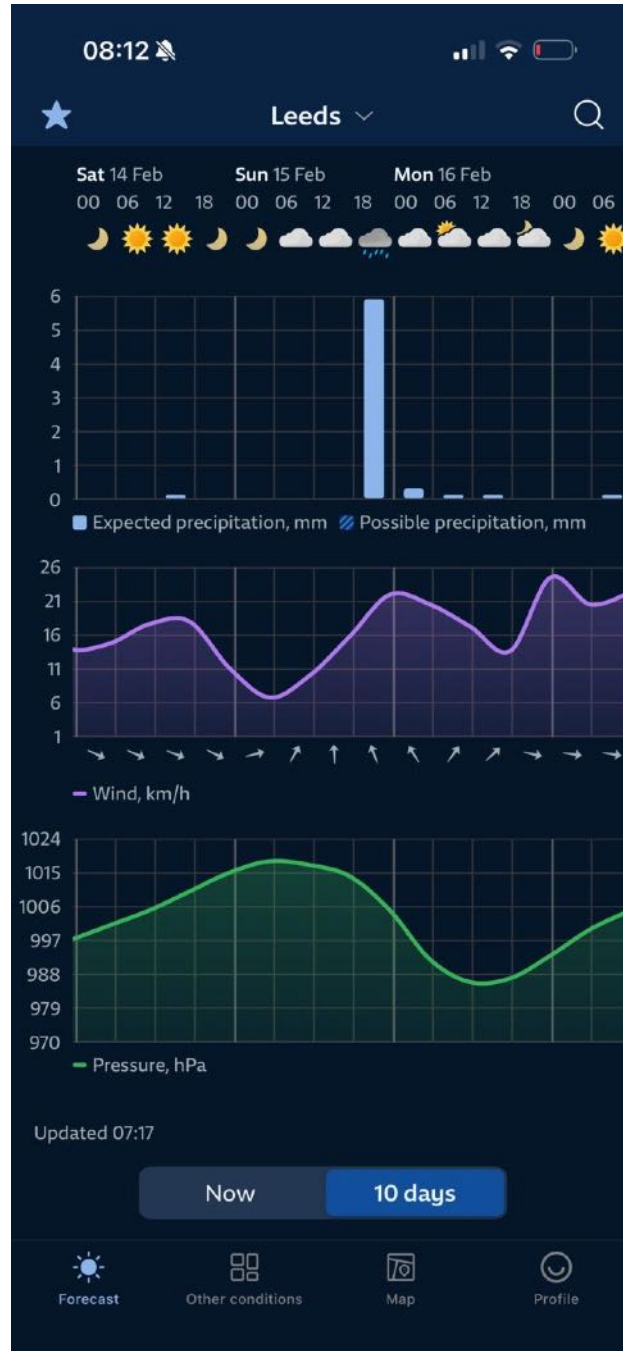 08:12
Leeds
Sat 14 Feb Sun 15 Feb Mon 16 Feb
00 06 12 18 00 06 12 18 00 06 12 18 00 06
6
5
4
3
2
1
0
Expected precipitation, mm Possible precipitation, mm
26
21
16
11
6
1
Wind, km/h
1024
1015
1006
997
988
979
970
Pressure, hPa
Updated 07:17
Now 10 days
Forecast Other conditions Map Profile